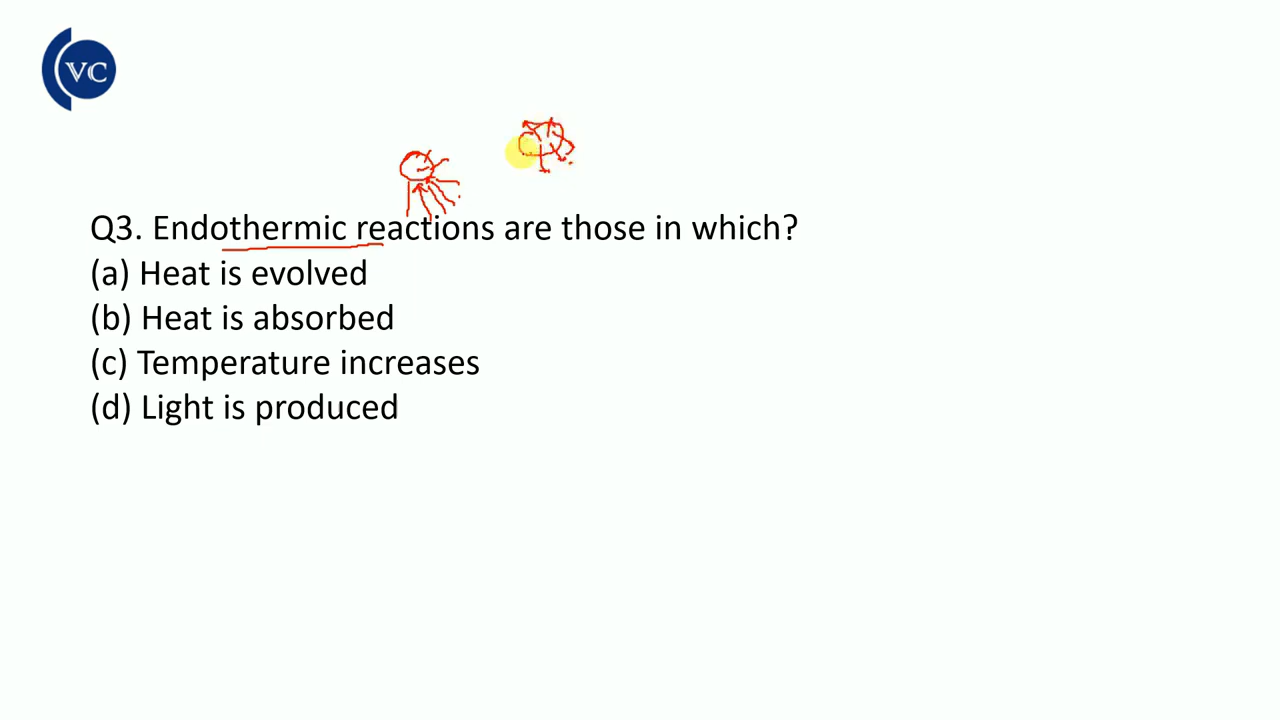 VC
Q3. Endothermic reactions are those in which?
(a) Heat is evolved
(b) Heat is absorbed
(c) Temperature increases
(d) Light is produced